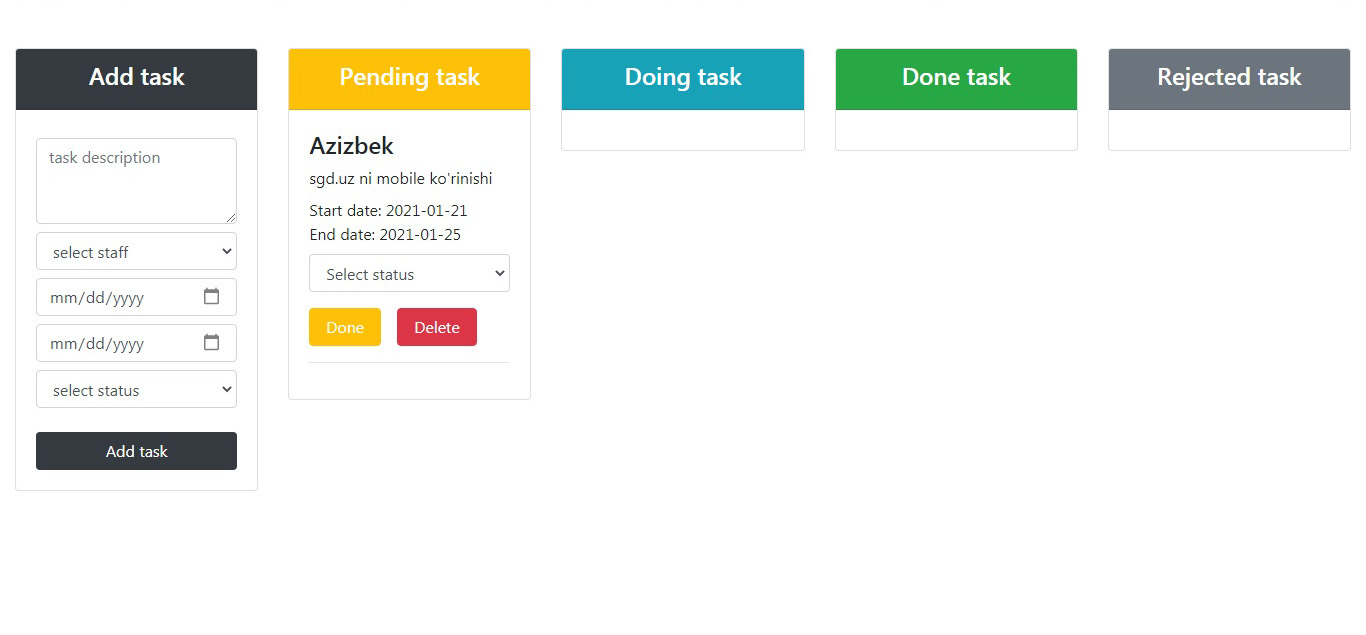 Add task
task description
select staff
mm/dd/yyyy
mm/dd/yyyy
select status
Add task
Pending task
Azizbek
sgd.uz ni mobile ko'rinishi
Start date: 2021-01-21
End date: 2021-01-25
Select status
Done
Delete
Doing task
Done task
Rejected task